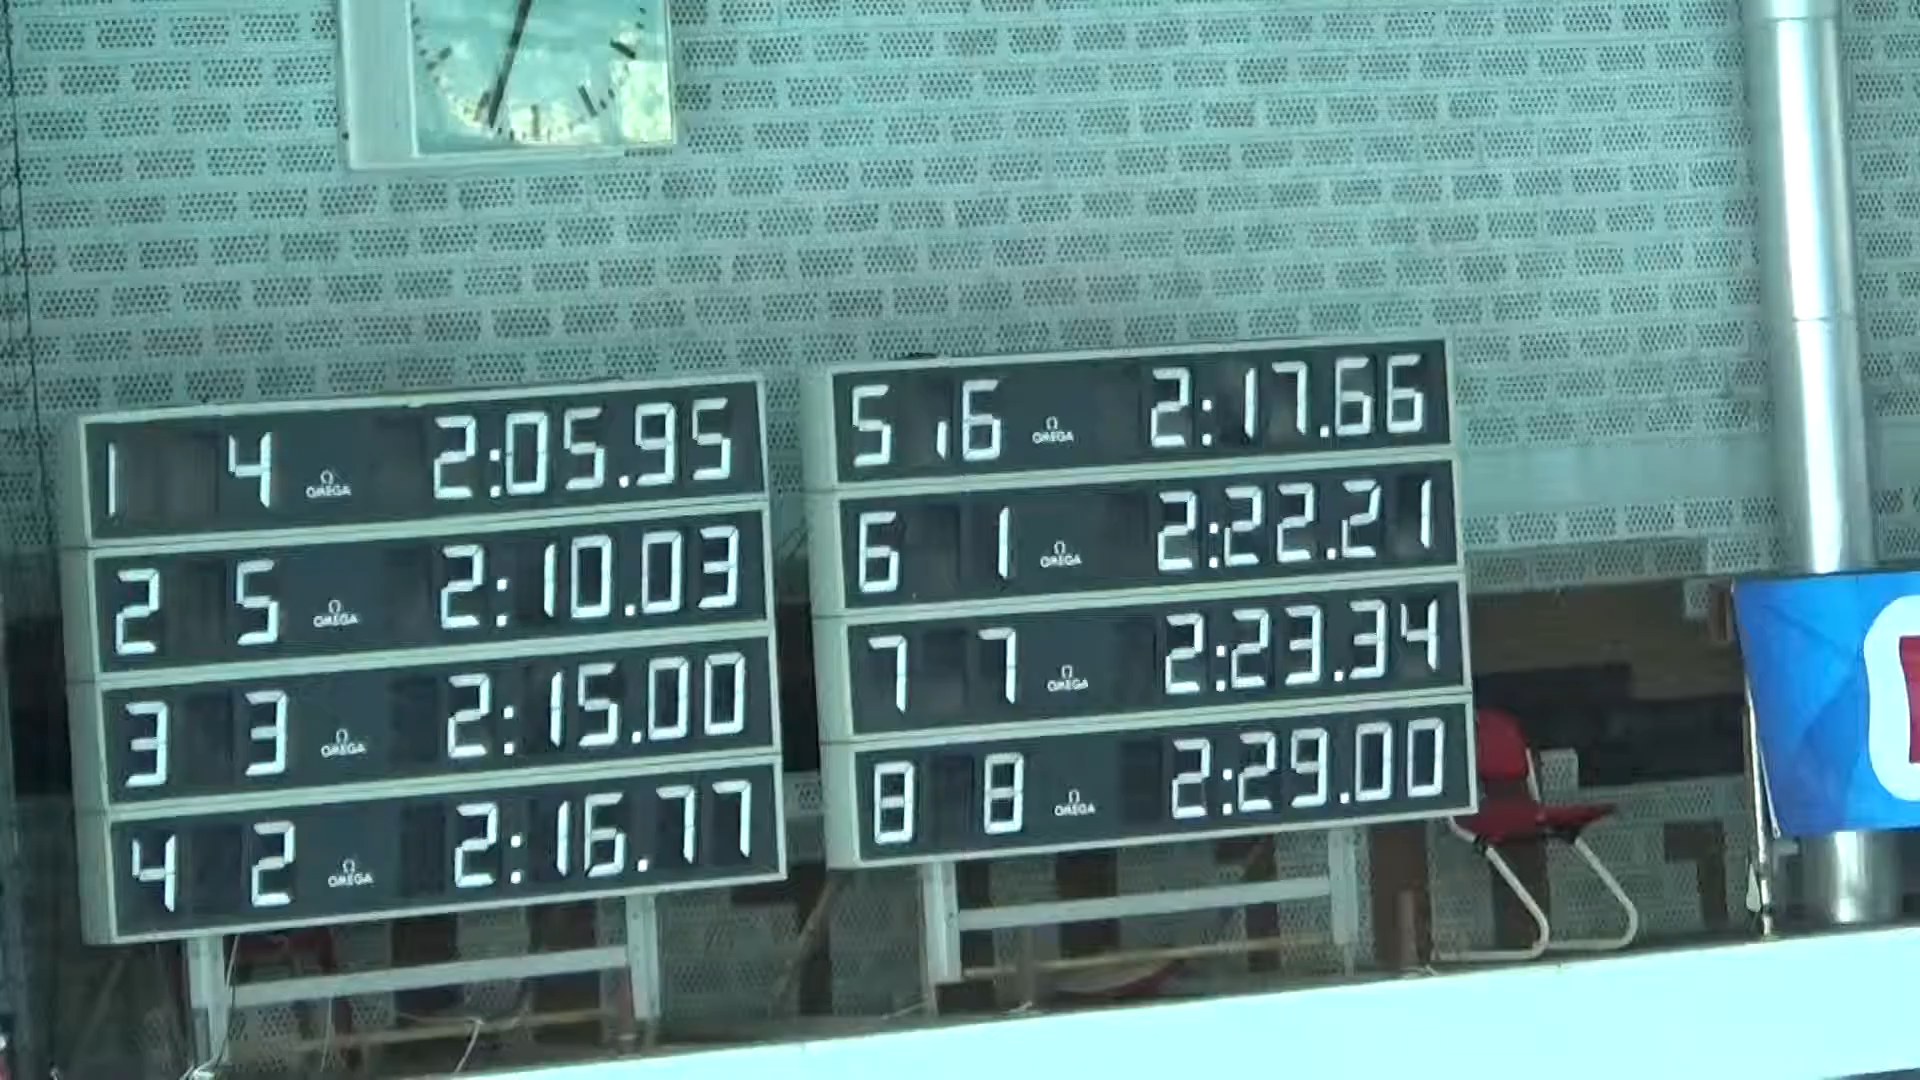 1 4 Ω OMEGA 2:05.95
2 5 Ω OMEGA 2:10.03
3 3 Ω OMEGA 2:15.00
4 2 Ω OMEGA 2:16.77
5 6 Ω OMEGA 2:17.66
6 1 Ω OMEGA 2:22.21
7 7 Ω OMEGA 2:23.34
8 8 Ω OMEGA 2:29.00